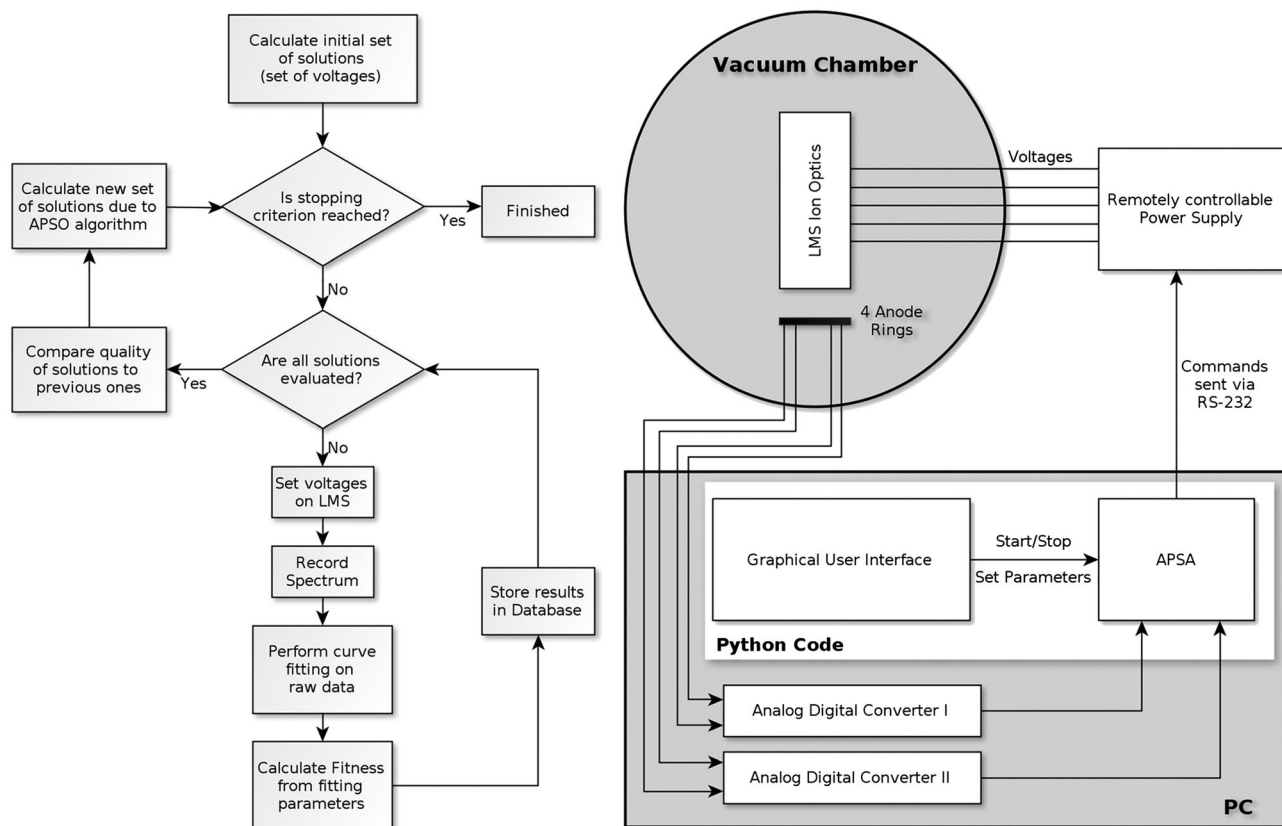 Calculate initial set
of solutions
(set of voltages)
Is stopping
criterion reached?
Yes
Finished
Calculate new set
of solutions due to
APSO algorithm
No
Are all solutions
evaluated?
Yes
Compare quality
of solutions to
previous ones
No
Set voltages
on LMS
Record
Spectrum
Perform curve
fitting on
raw data
Calculate Fitness
from fitting
parameters
Store results
in Database
Vacuum Chamber
LMS Ion Optics
Voltages
Remotely controllable
Power Supply
4 Anode
Rings
Commands
sent via
RS-232
Graphical User Interface
Start/Stop
Set Parameters
APSA
Python Code
Analog Digital Converter I
Analog Digital Converter II
PC